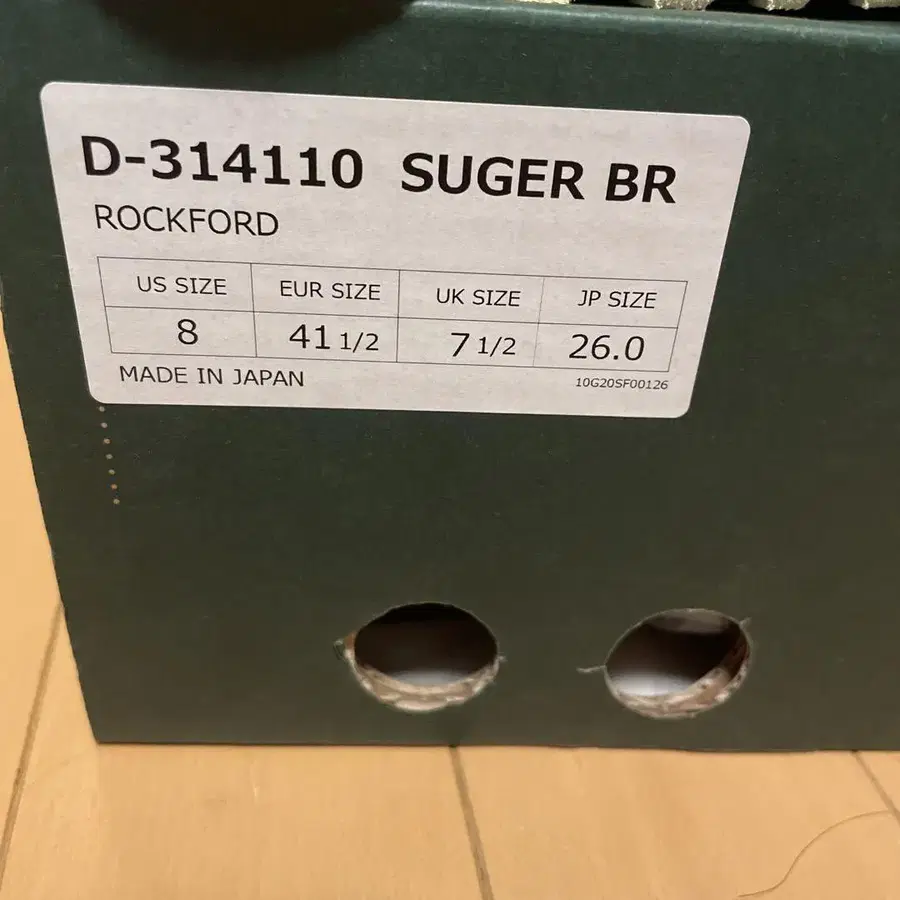 D-314110 SUGER BR
ROCKFORD
US SIZE EUR SIZE UK SIZE JP SIZE
8 41 1/2 7 1/2 26.0
MADE IN JAPAN 10G20SF00126